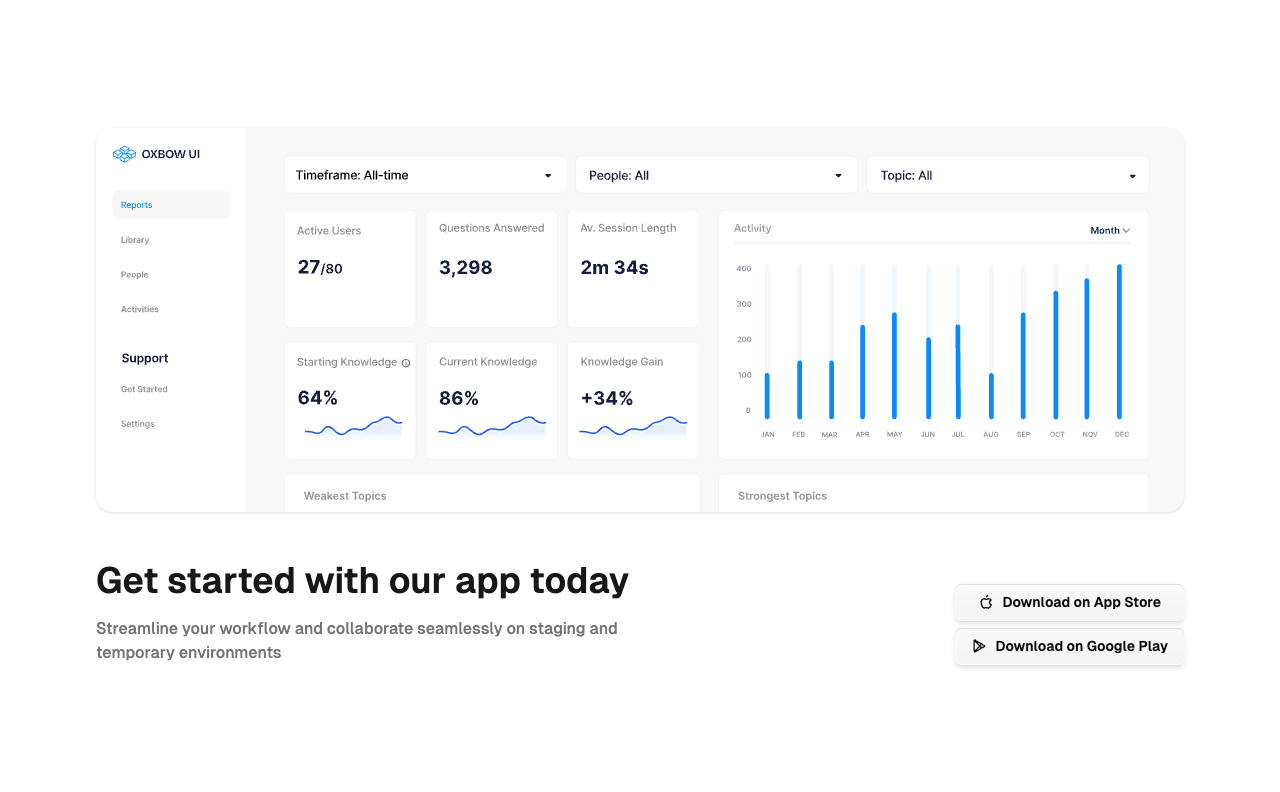 OXBOW UI
Reports
Library
People
Activities
Support
Get Started
Settings
Timeframe: All-time
People: All
Topic: All
Active Users
27/80
Questions Answered
3,298
Av. Session Length
2m 34s
Starting Knowledge
64%
Current Knowledge
86%
Knowledge Gain
+34%
Activity
Month
400
300
200
100
0
JAN FEB MAR APR MAY JUN JUL AUG SEP OCT NOV DEC
Weakest Topics
Strongest Topics
Get started with our app today
Streamline your workflow and collaborate seamlessly on staging and
temporary environments
Download on App Store
Download on Google Play